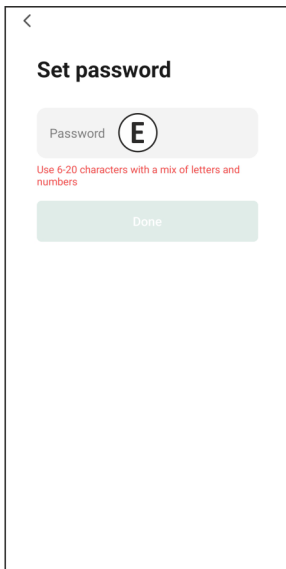 Set password
Password E
Use 6-20 characters with a mix of letters and
numbers
Done